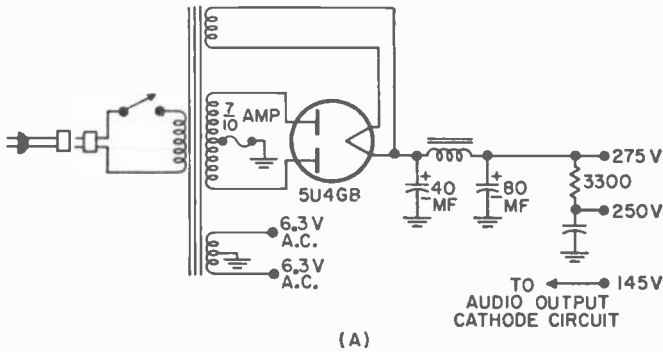 7/10 AMP
5U4GB
+ 40
- MF
+ 80
- MF
275V
3300
250V
6.3V
A.C.
6.3V
A.C.
TO
145V
AUDIO OUTPUT
CATHODE CIRCUIT
(A)